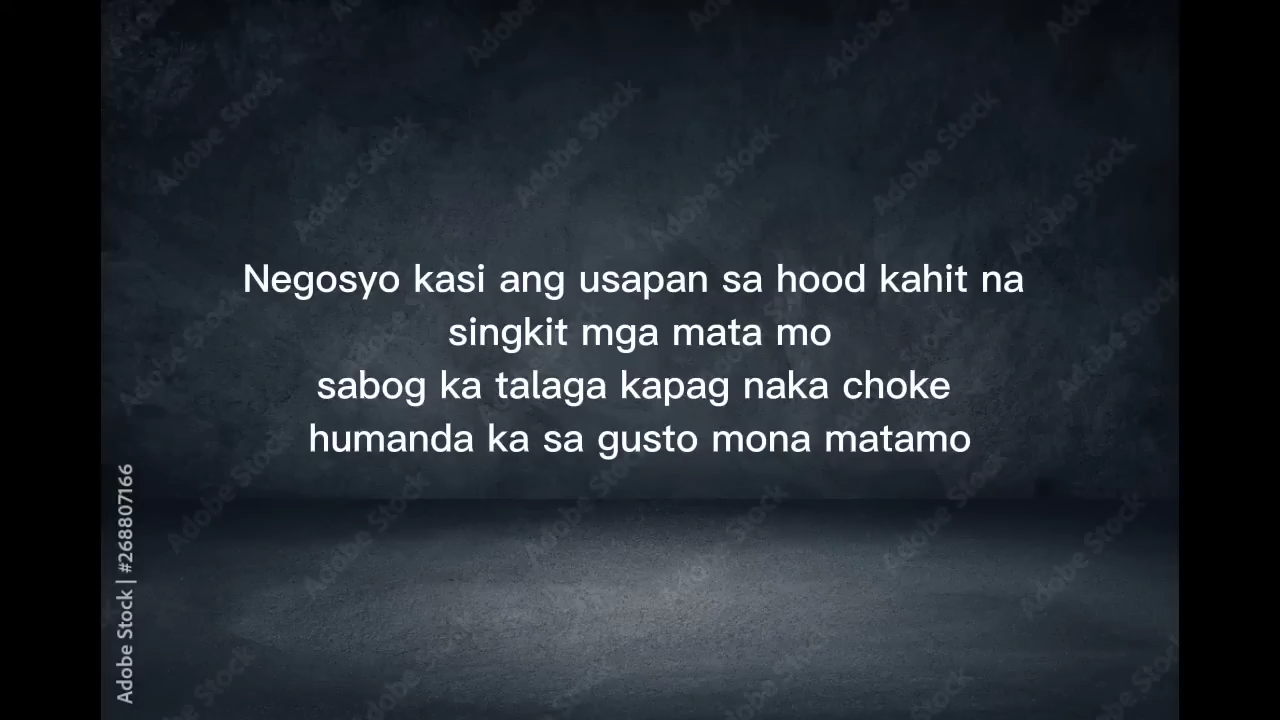 Negosyo kasi ang usapan sa hood kahit na
singkit mga mata mo
sabog ka talaga kapag naka choke
humanda ka sa gusto mona matamo
Adobe Stock | #268807166